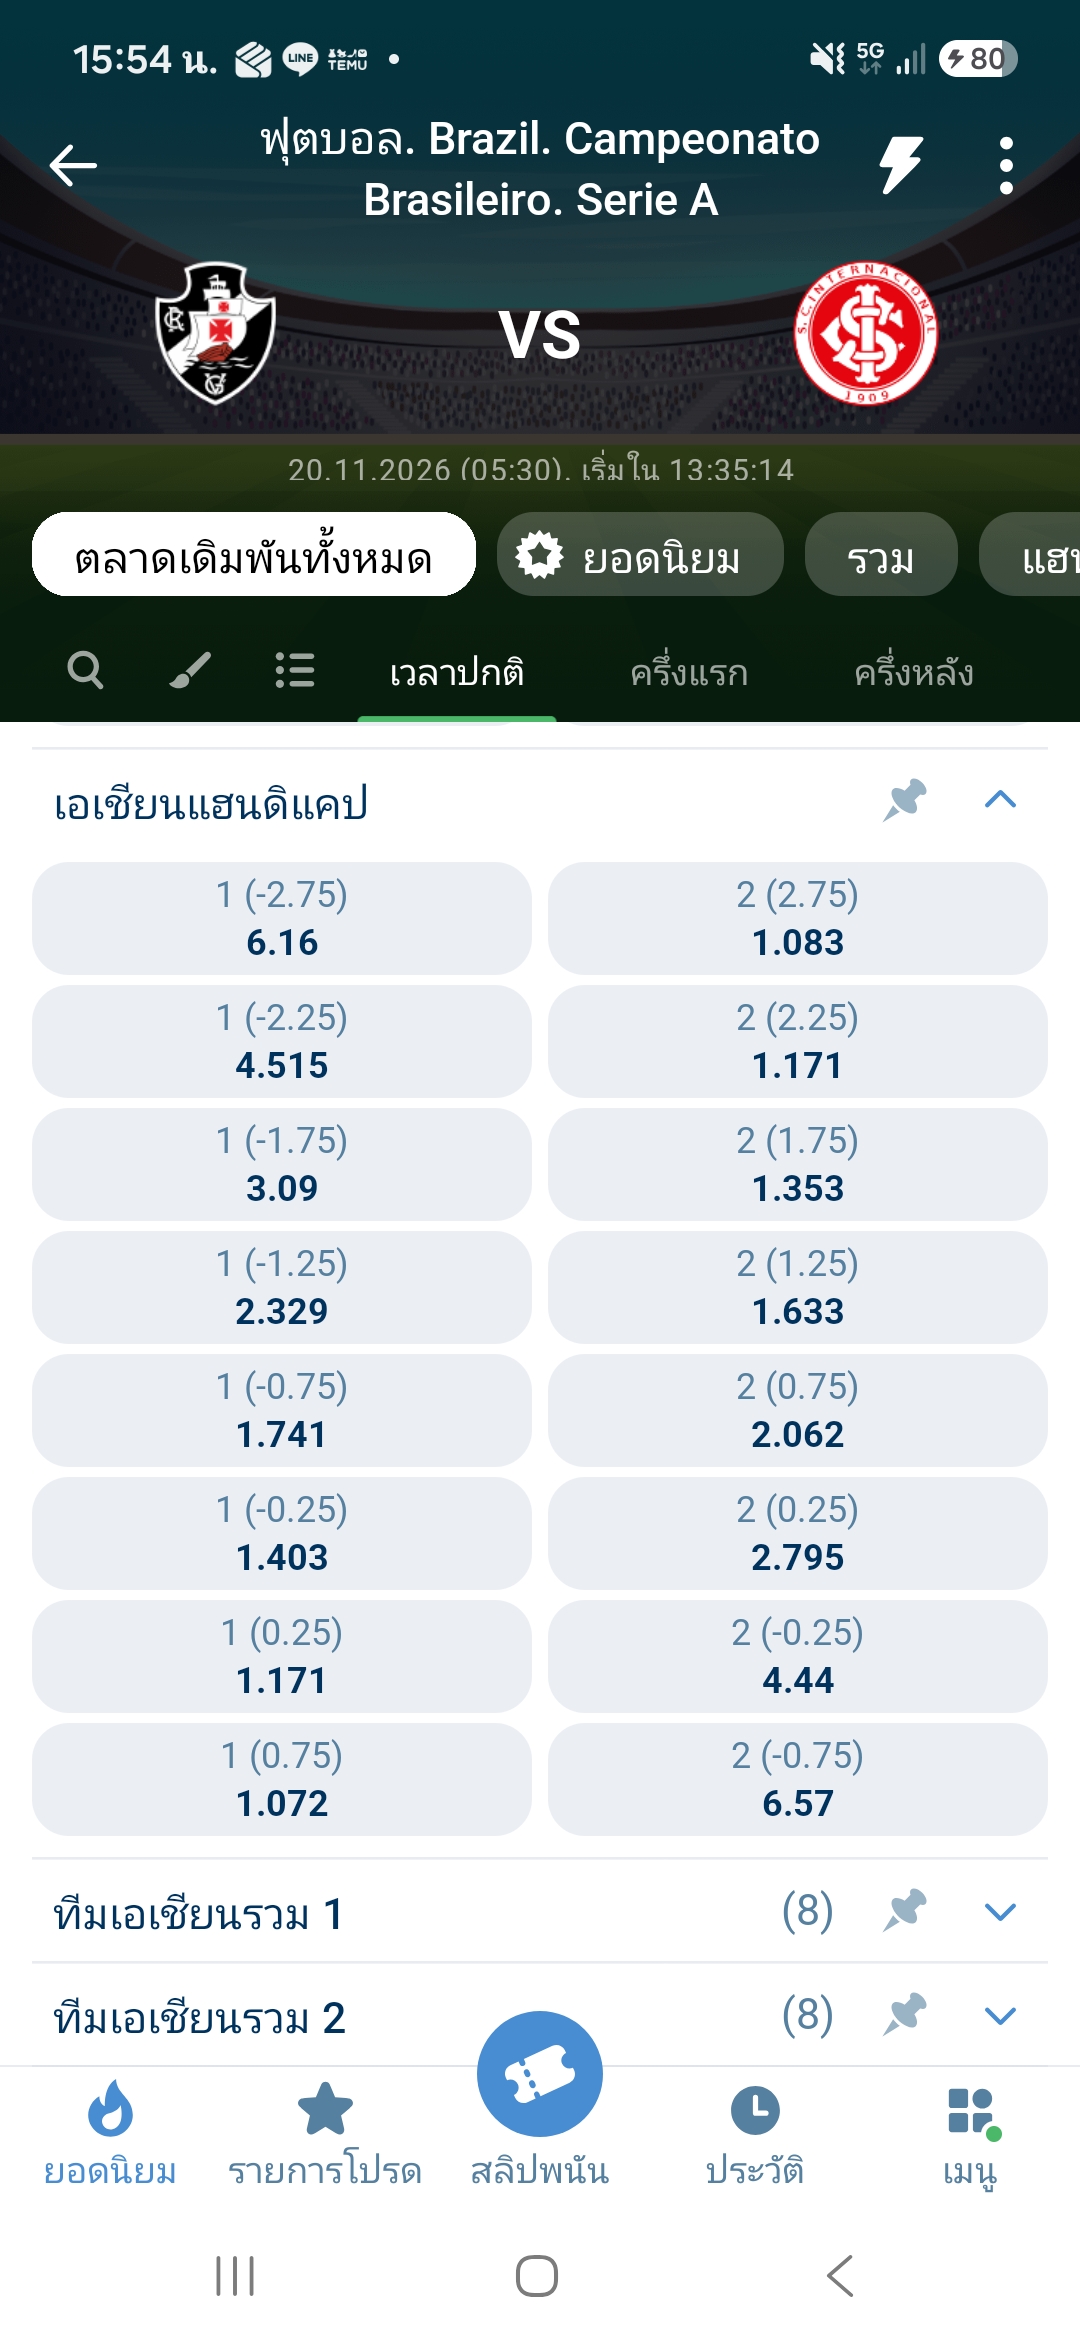 15:54 น. LINE TEMU 5G 80
ฟุตบอล. Brazil. Campeonato
Brasileiro. Serie A
VS
S.C. INTERNACIONAL
1909
20.11.2026 (05:30). เริ่มใน 13:35:14
ตลาดเดิมพันทั้งหมด ยอดนิยม รวม แฮน
เวลาปกติ ครึ่งแรก ครึ่งหลัง
เอเชียนแฮนดิแคป
1 (-2.75) 2 (2.75)
6.16 1.083
1 (-2.25) 2 (2.25)
4.515 1.171
1 (-1.75) 2 (1.75)
3.09 1.353
1 (-1.25) 2 (1.25)
2.329 1.633
1 (-0.75) 2 (0.75)
1.741 2.062
1 (-0.25) 2 (0.25)
1.403 2.795
1 (0.25) 2 (-0.25)
1.171 4.44
1 (0.75) 2 (-0.75)
1.072 6.57
ทีมเอเชียนรวม 1 (8)
ทีมเอเชียนรวม 2 (8)
ยอดนิยม รายการโปรด สลิปพนัน ประวัติ เมนู